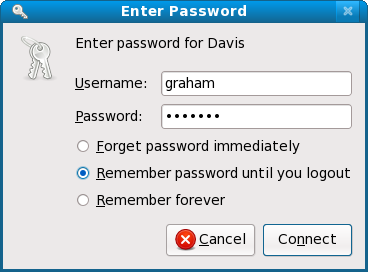 Enter Password
Enter password for Davis
Username: graham
Password: •••••••
Forget password immediately
Remember password until you logout
Remember forever
Cancel Connect